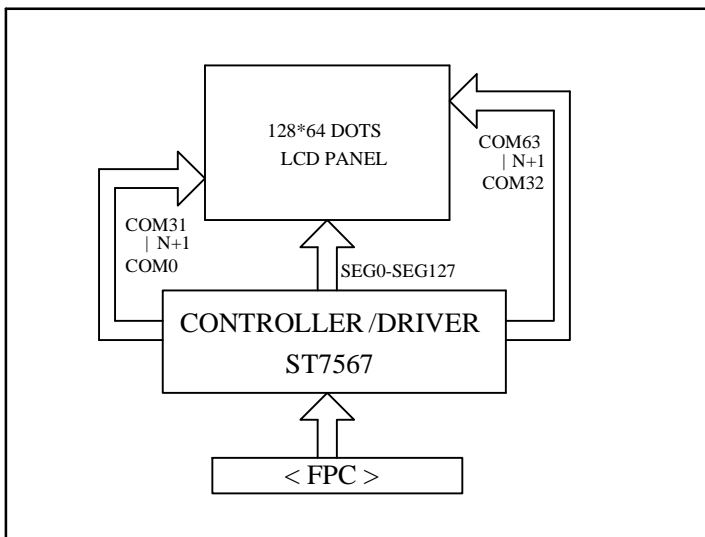 128*64 DOTS
LCD PANEL
COM63
| N+1
COM32
COM31
| N+1
COM0
SEG0-SEG127
CONTROLLER /DRIVER
ST7567
< FPC >